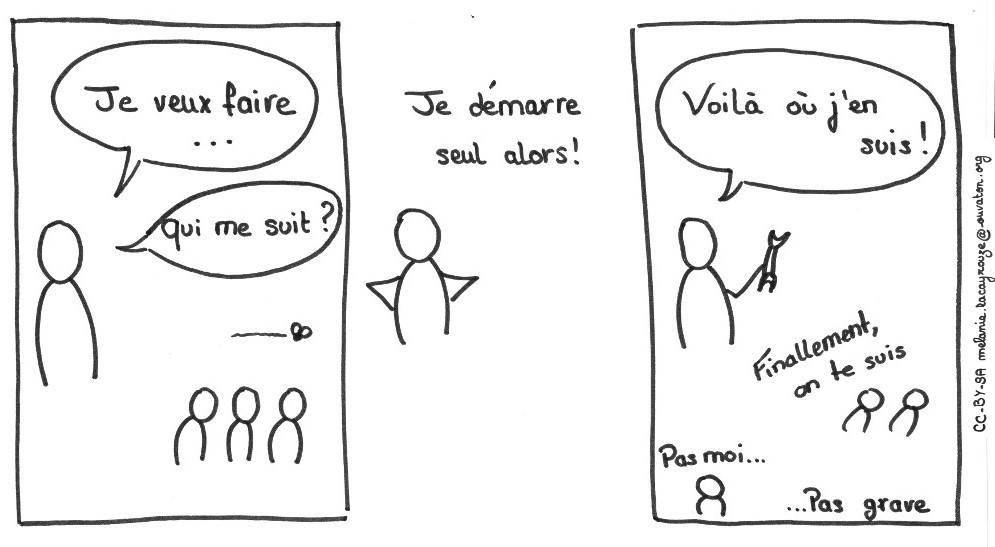 Je veux faire
...
qui me suit ?
Je démarre
seul alors !
Voilà où j'en
suis !
Finallement,
on te suis
Pas moi...
...Pas grave
CC-BY-SA melanie.lacayrouze@ouvaton.org